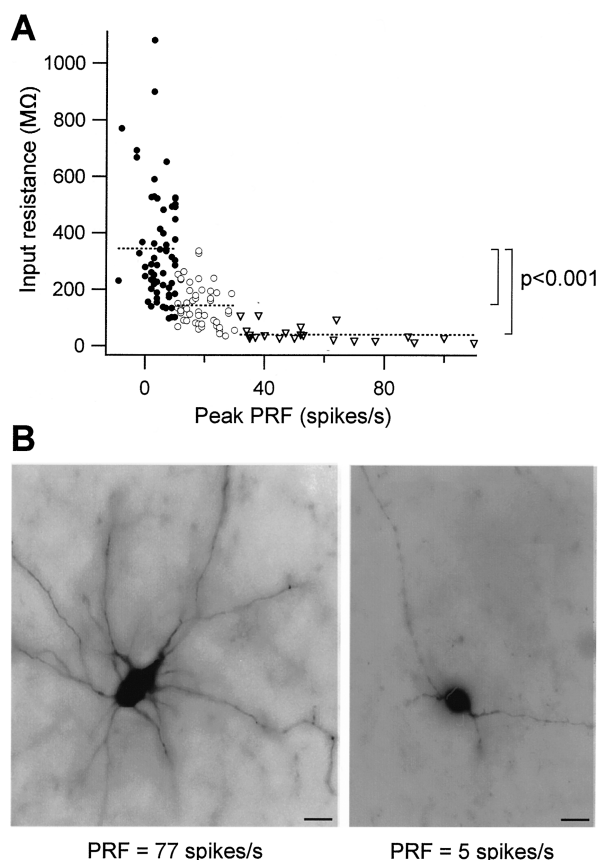 A
1000
800
600
400
200
0
Input resistance (MΩ)
p<0.001
0 40 80
Peak PRF (spikes/s)
B
PRF = 77 spikes/s PRF = 5 spikes/s